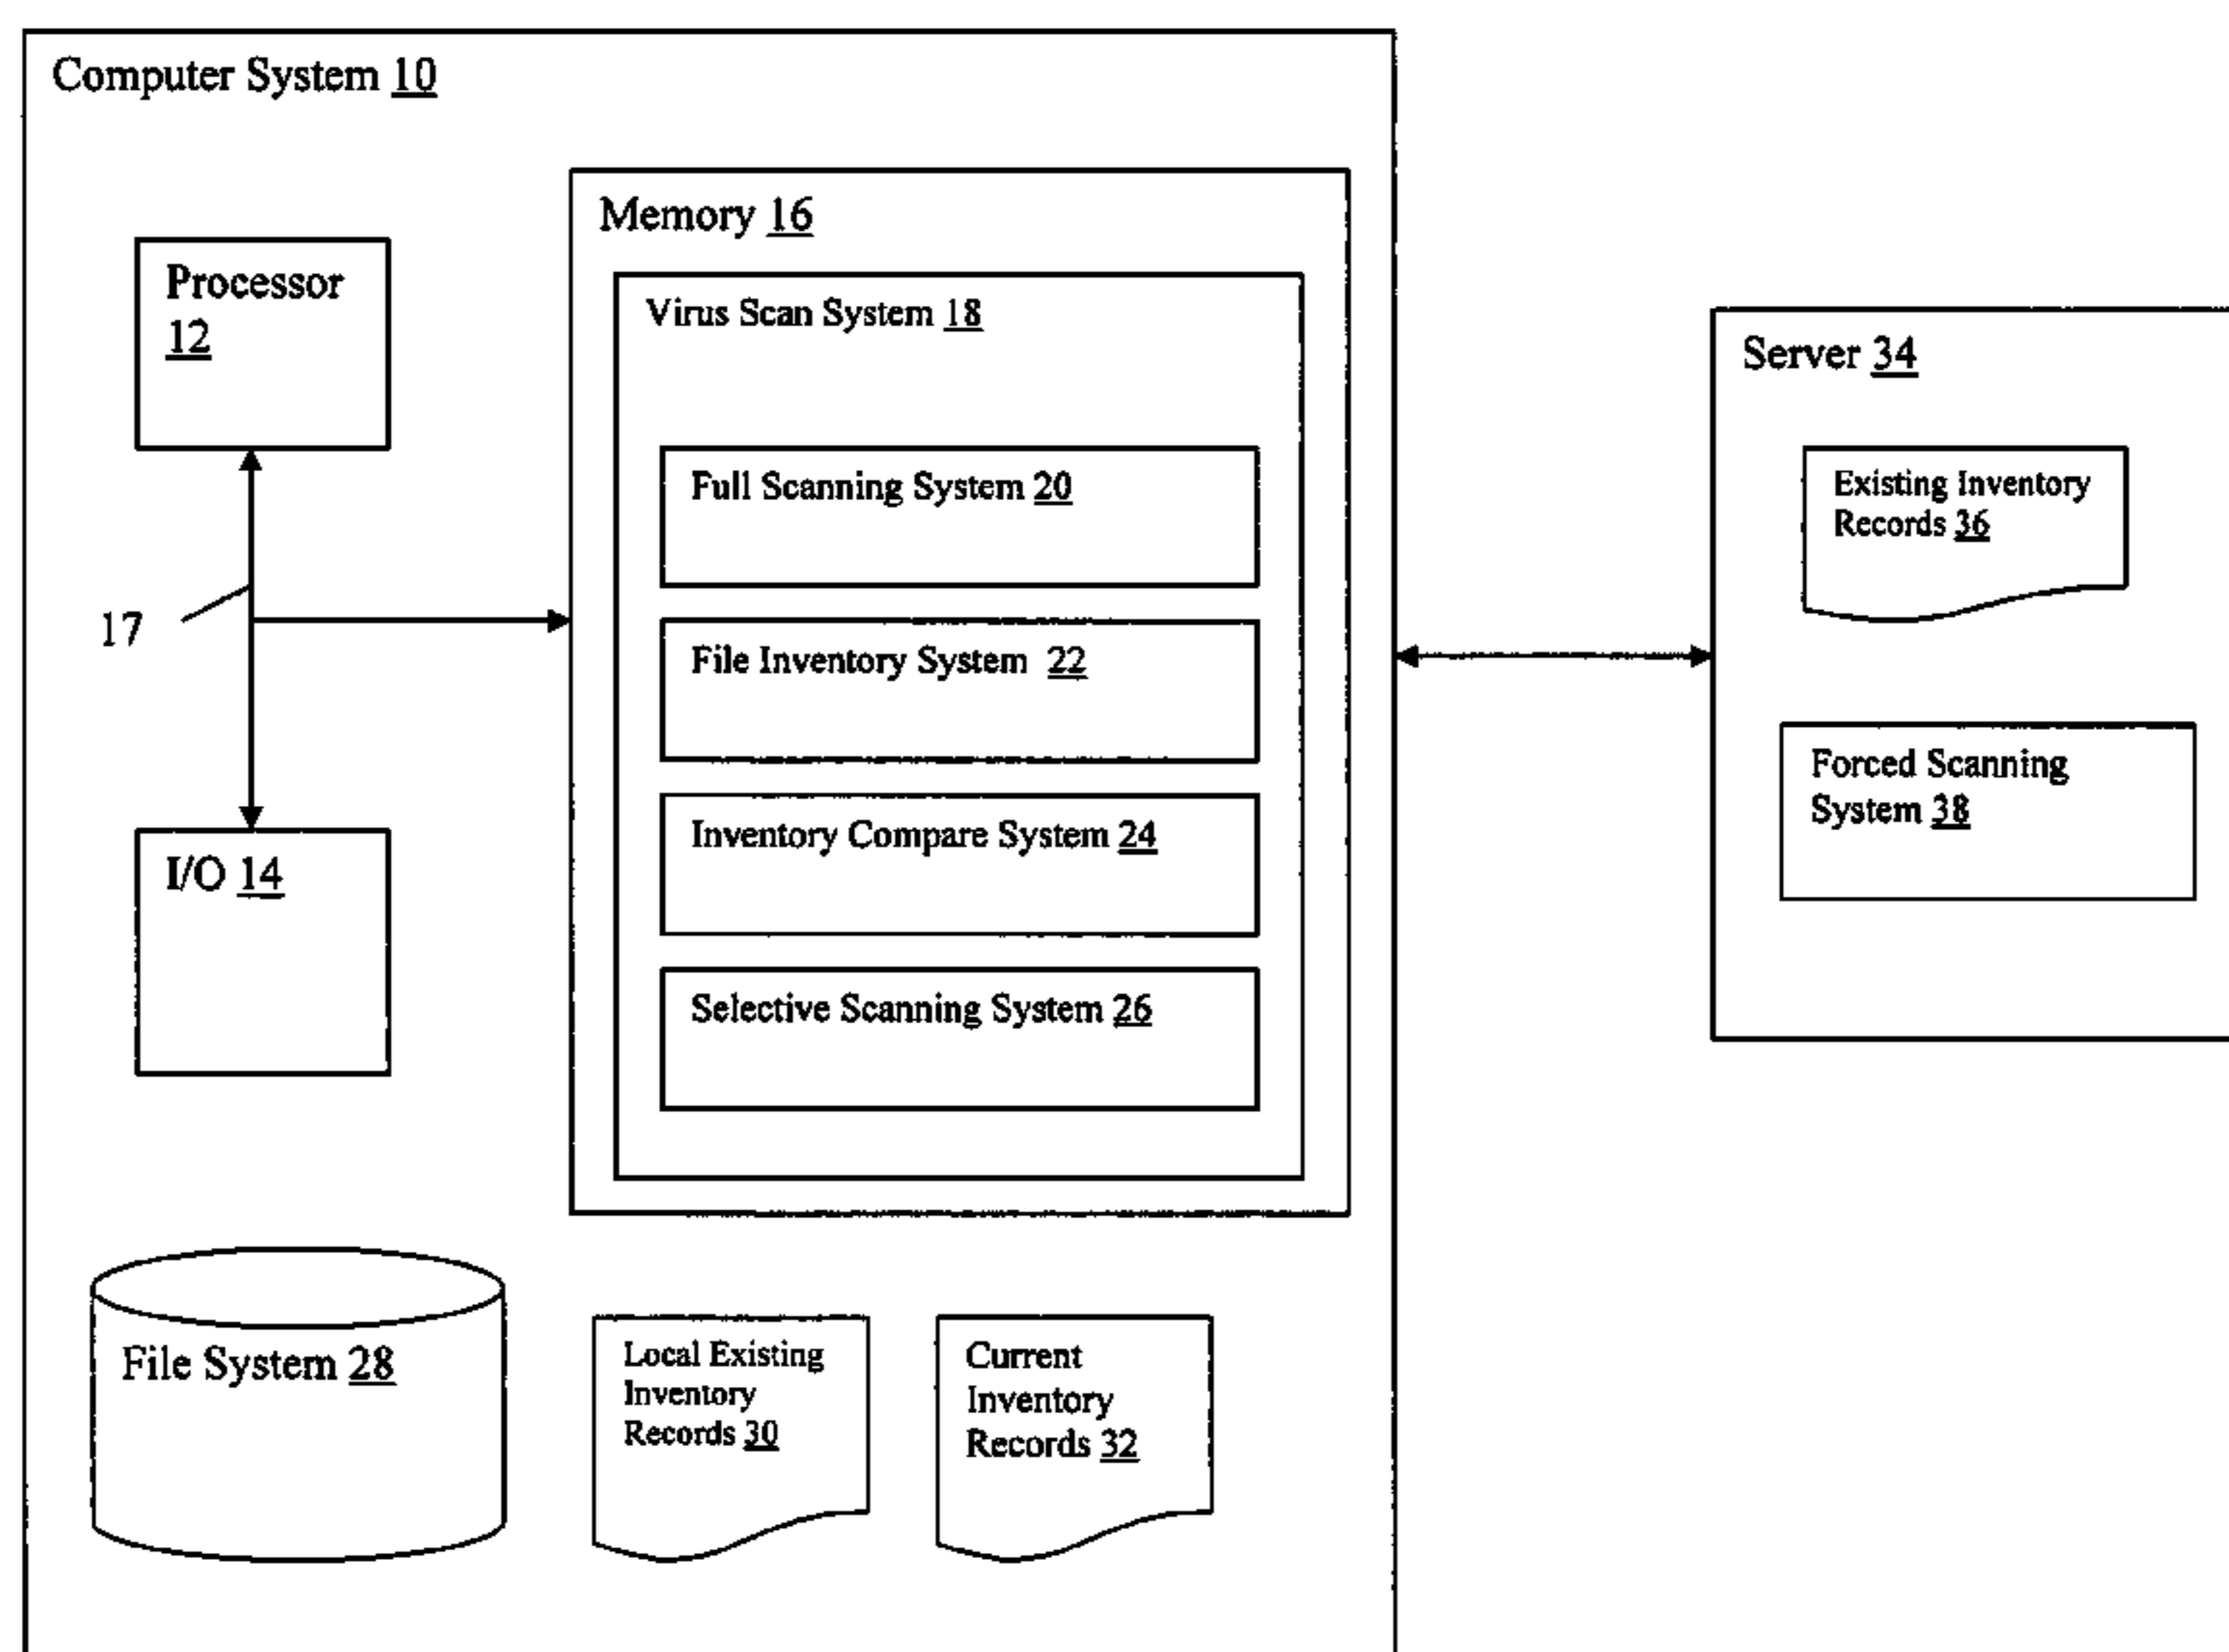 Computer System 10
Memory 16
Processor
12
Virus Scan System 18
Full Scanning System 20
File Inventory System 22
Inventory Compare System 24
Selective Scanning System 26
17
I/O 14
File System 28
Local Existing
Inventory
Records 30
Current
Inventory
Records 32
Server 34
Existing Inventory
Records 36
Forced Scanning
System 38